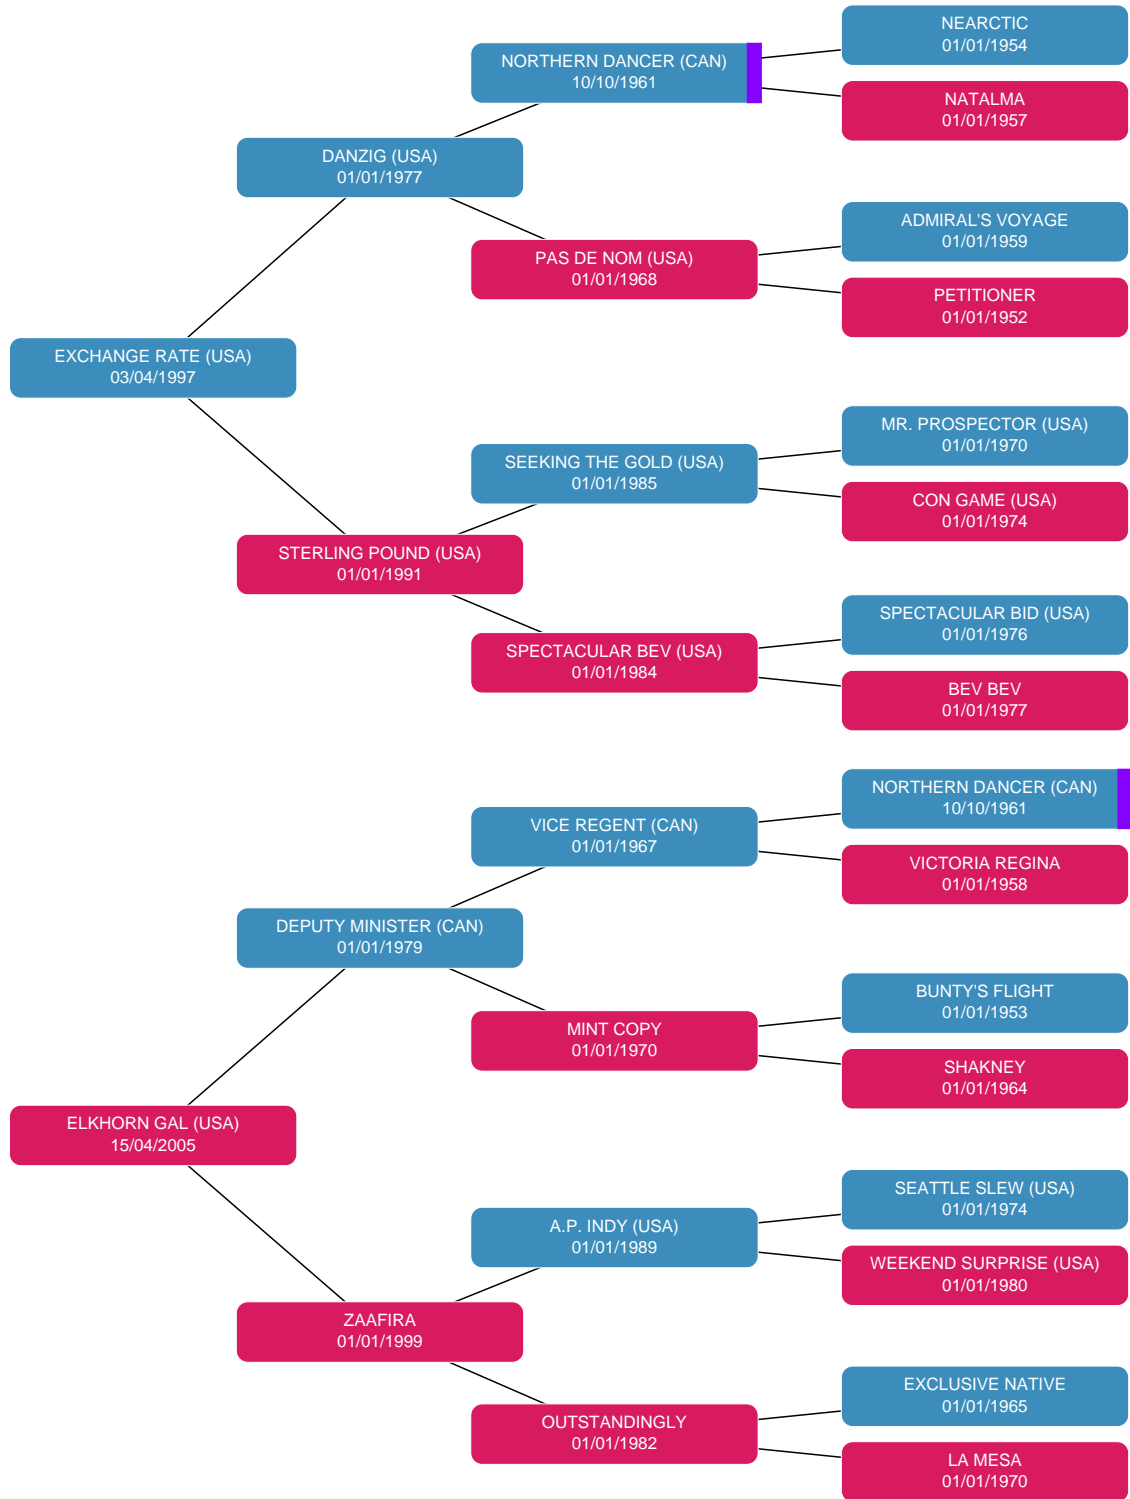 NEARCTIC
01/01/1954
NORTHERN DANCER (CAN)
10/10/1961
NATALMA
01/01/1957
DANZIG (USA)
01/01/1977
ADMIRAL'S VOYAGE
01/01/1959
PAS DE NOM (USA)
01/01/1968
PETITIONER
01/01/1952
EXCHANGE RATE (USA)
03/04/1997
MR. PROSPECTOR (USA)
01/01/1970
SEEKING THE GOLD (USA)
01/01/1985
CON GAME (USA)
01/01/1974
STERLING POUND (USA)
01/01/1991
SPECTACULAR BID (USA)
01/01/1976
SPECTACULAR BEV (USA)
01/01/1984
BEV BEV
01/01/1977
NORTHERN DANCER (CAN)
10/10/1961
VICE REGENT (CAN)
01/01/1967
VICTORIA REGINA
01/01/1958
DEPUTY MINISTER (CAN)
01/01/1979
BUNTY'S FLIGHT
01/01/1953
MINT COPY
01/01/1970
SHAKNEY
01/01/1964
ELKHORN GAL (USA)
15/04/2005
SEATTLE SLEW (USA)
01/01/1974
A.P. INDY (USA)
01/01/1989
WEEKEND SURPRISE (USA)
01/01/1980
ZAAFIRA
01/01/1999
EXCLUSIVE NATIVE
01/01/1965
OUTSTANDINGLY
01/01/1982
LA MESA
01/01/1970